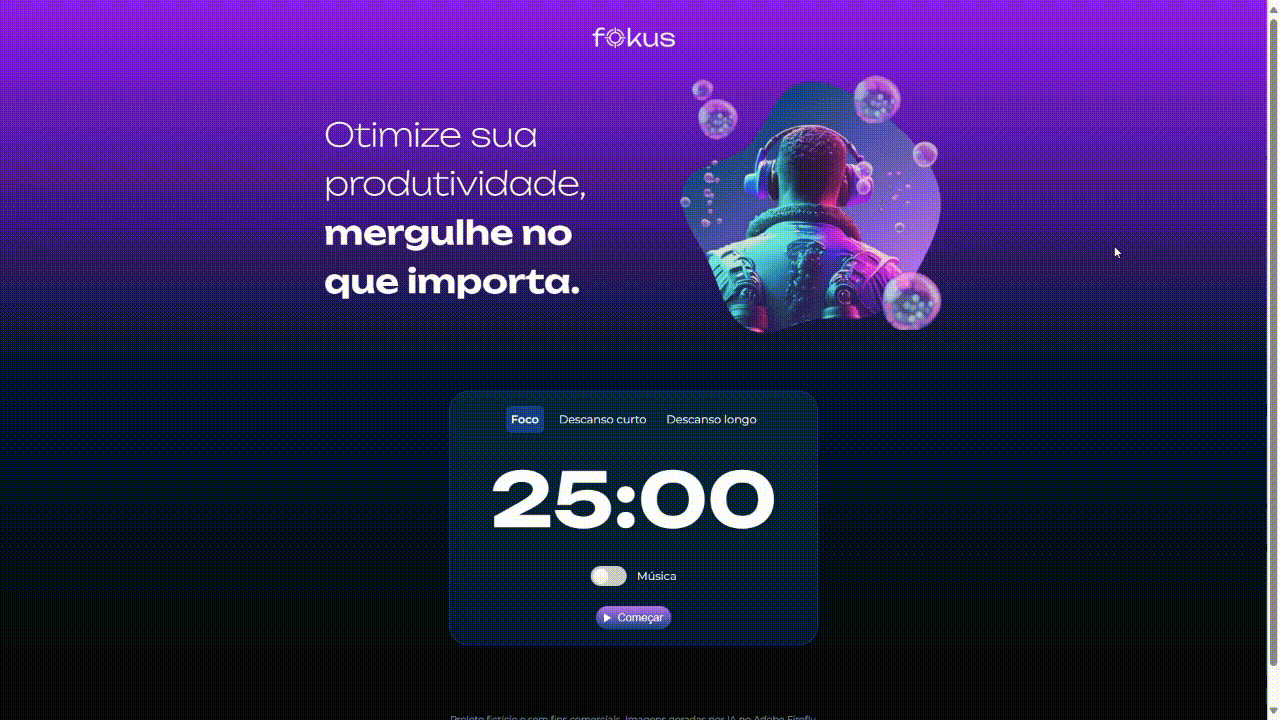 fokus
Otimize sua
produtividade,
mergulhe no
que importa.
Foco Descanso curto Descanso longo
25:00
Música
Começar
Projeto fictício e sem fins comerciais. Imagens geradas por IA no Adobe Firefly